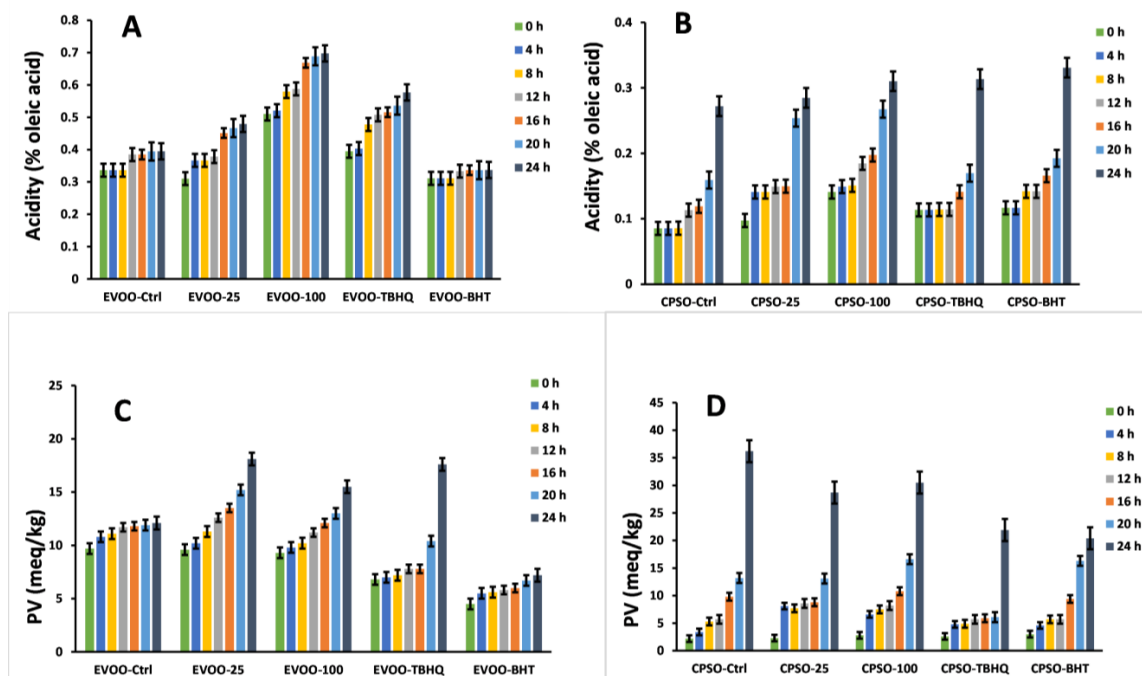 A
Acidity (% oleic acid)
0.8
0.7
0.6
0.5
0.4
0.3
0.2
0.1
0
EVOO-Ctrl EVOO-25 EVOO-100 EVOO-TBHQ EVOO-BHT
0 h
4 h
8 h
12 h
16 h
20 h
24 h
B
Acidity (% oleic acid)
0.4
0.3
0.2
0.1
0
CPSO-Ctrl CPSO-25 CPSO-100 CPSO-TBHQ CPSO-BHT
0 h
4 h
8 h
12 h
16 h
20 h
24 h
C
PV (meq/kg)
25
20
15
10
5
0
EVOO-Ctrl EVOO-25 EVOO-100 EVOO-TBHQ EVOO-BHT
0 h
4 h
8 h
12 h
16 h
20 h
24 h
D
PV (meq/kg)
45
40
35
30
25
20
15
10
5
0
CPSO-Ctrl CPSO-25 CPSO-100 CPSO-TBHQ CPSO-BHT
0 h
4 h
8 h
12 h
16 h
20 h
24 h